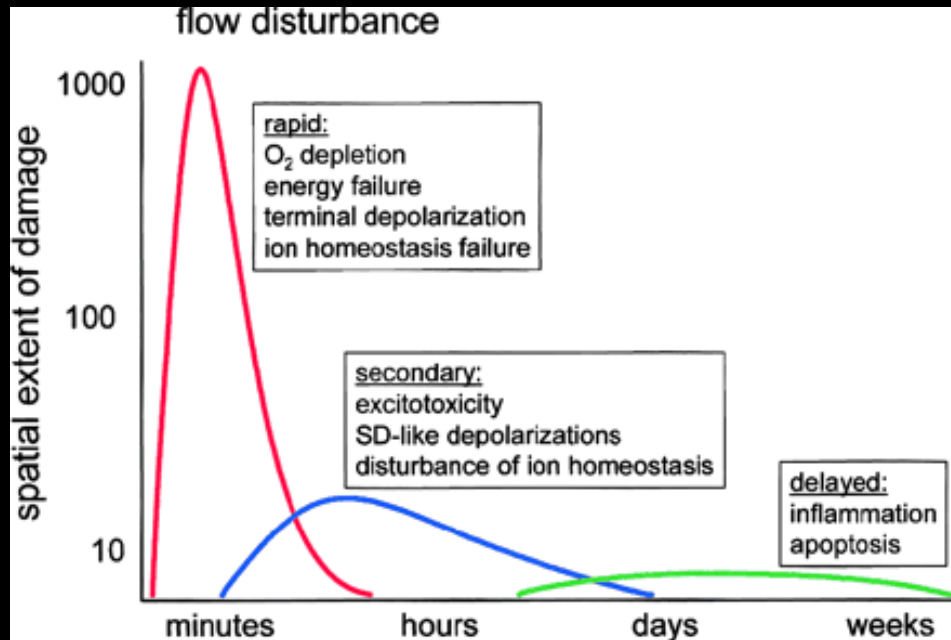 flow disturbance
spatial extent of damage
1000
100
10
rapid:
O₂ depletion
energy failure
terminal depolarization
ion homeostasis failure
secondary:
excitotoxicity
SD-like depolarizations
disturbance of ion homeostasis
delayed:
inflammation
apoptosis
minutes hours days weeks